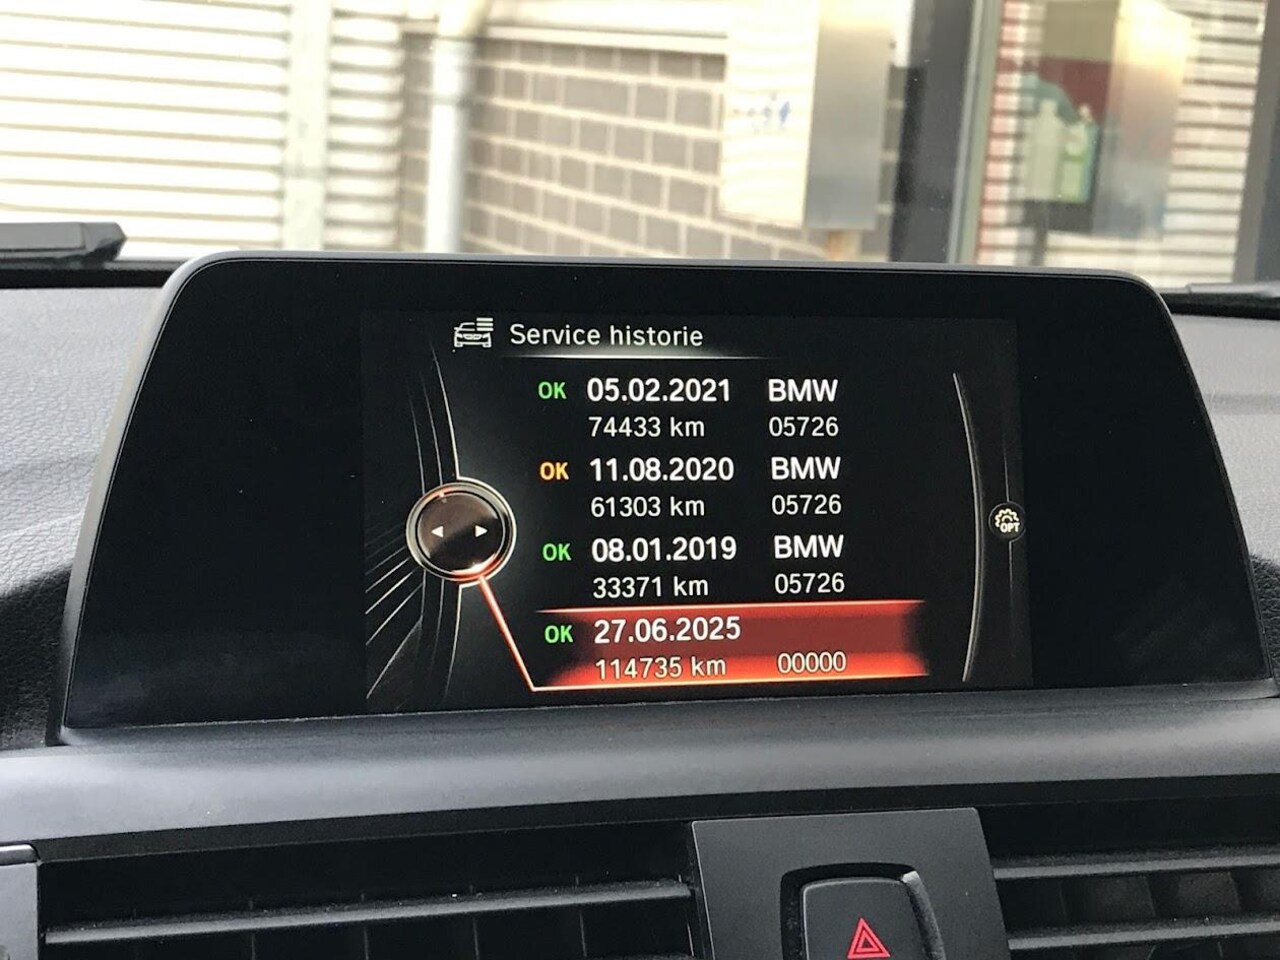 Service historie
OK 05.02.2021 BMW
74433 km 05726
OK 11.08.2020 BMW
61303 km 05726
OK 08.01.2019 BMW
33371 km 05726
OK 27.06.2025
114735 km 00000
OPT